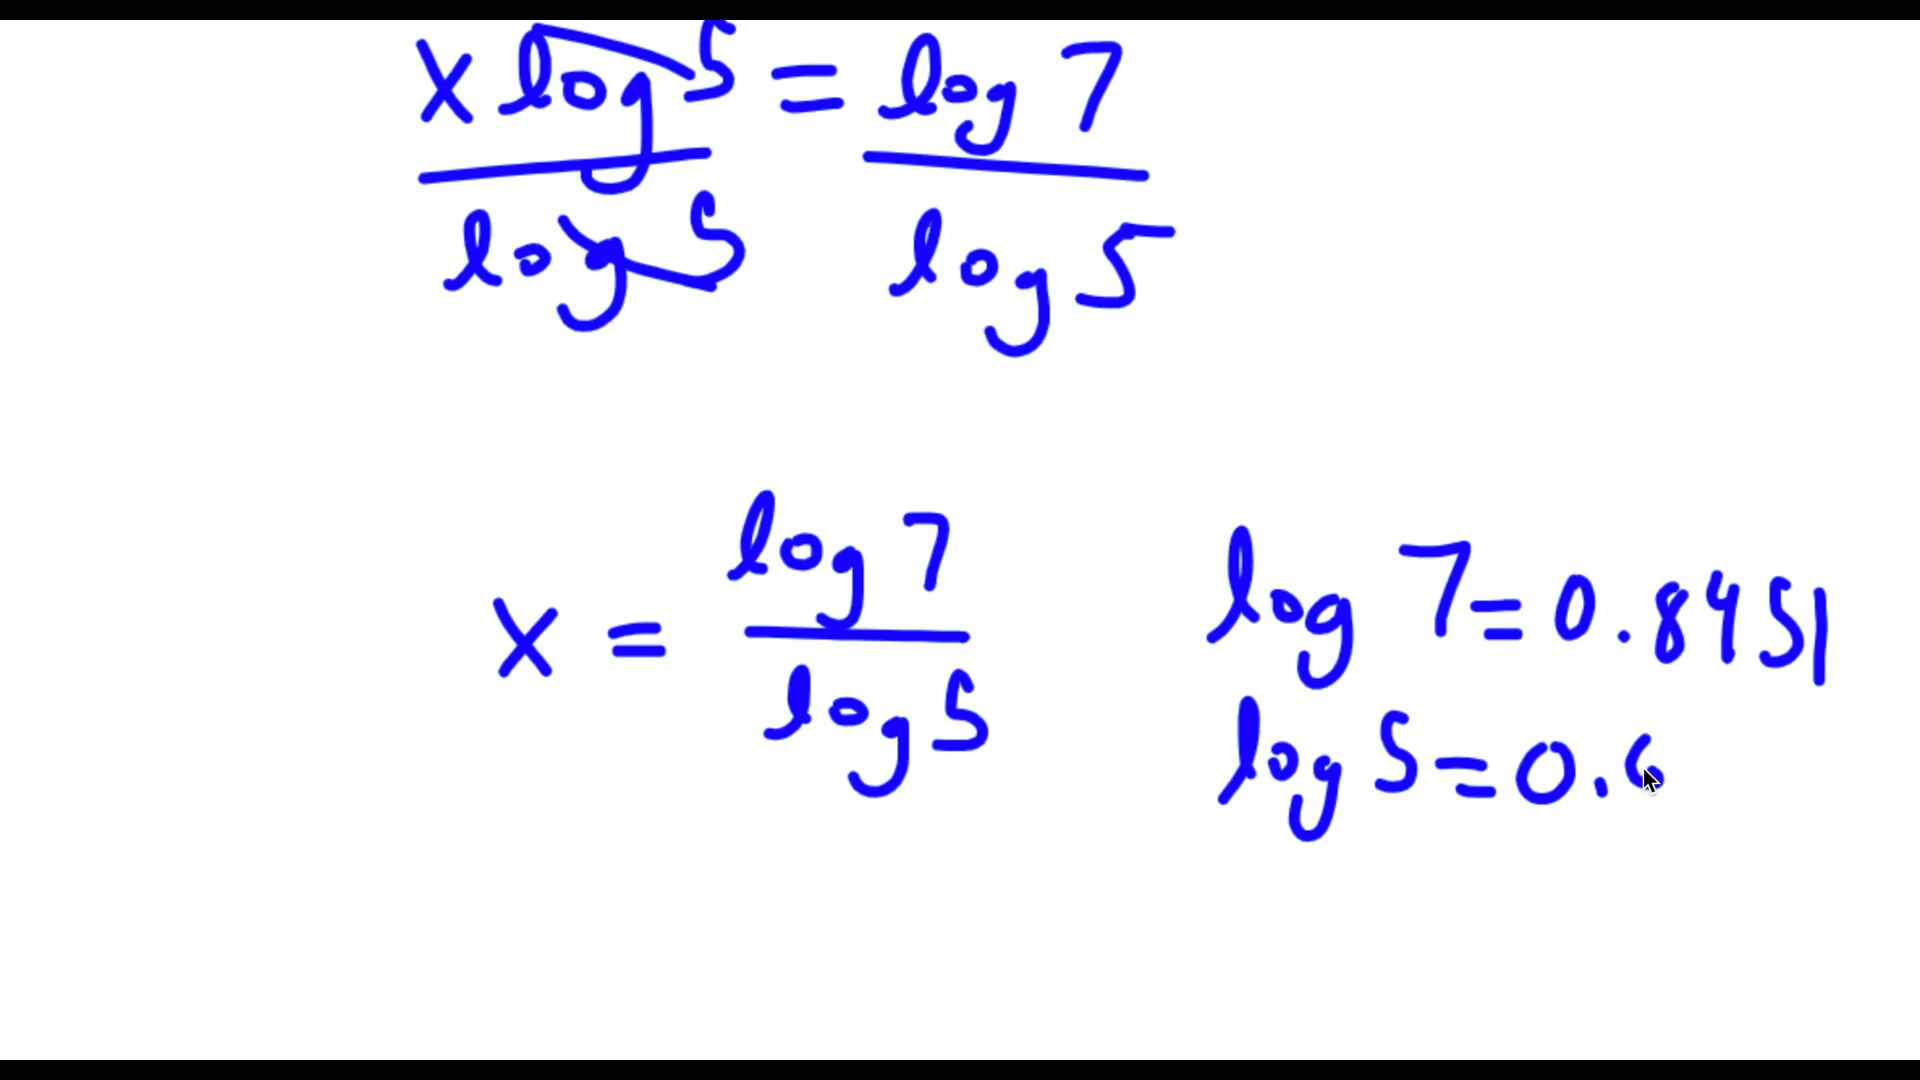 x log 5 = log 7
log 5 log 5
x = log 7
log 5
log 7 = 0.8451
log 5 = 0.6